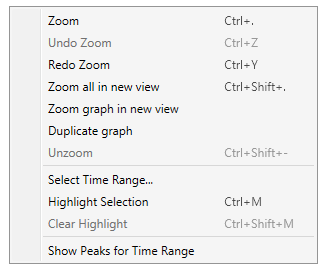 Zoom Ctrl+.
Undo Zoom Ctrl+Z
Redo Zoom Ctrl+Y
Zoom all in new view Ctrl+Shift+.
Zoom graph in new view
Duplicate graph
Unzoom Ctrl+Shift+-
Select Time Range...
Highlight Selection Ctrl+M
Clear Highlight Ctrl+Shift+M
Show Peaks for Time Range